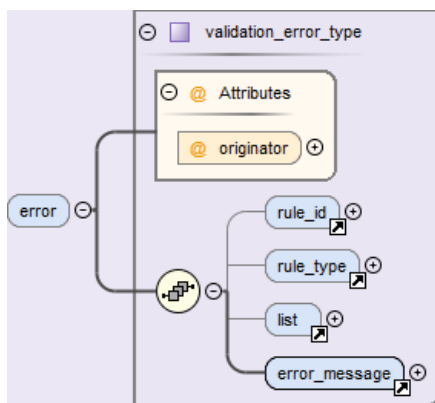 validation_error_type
@ Attributes
@ originator
error
rule_id
rule_type
list
error_message